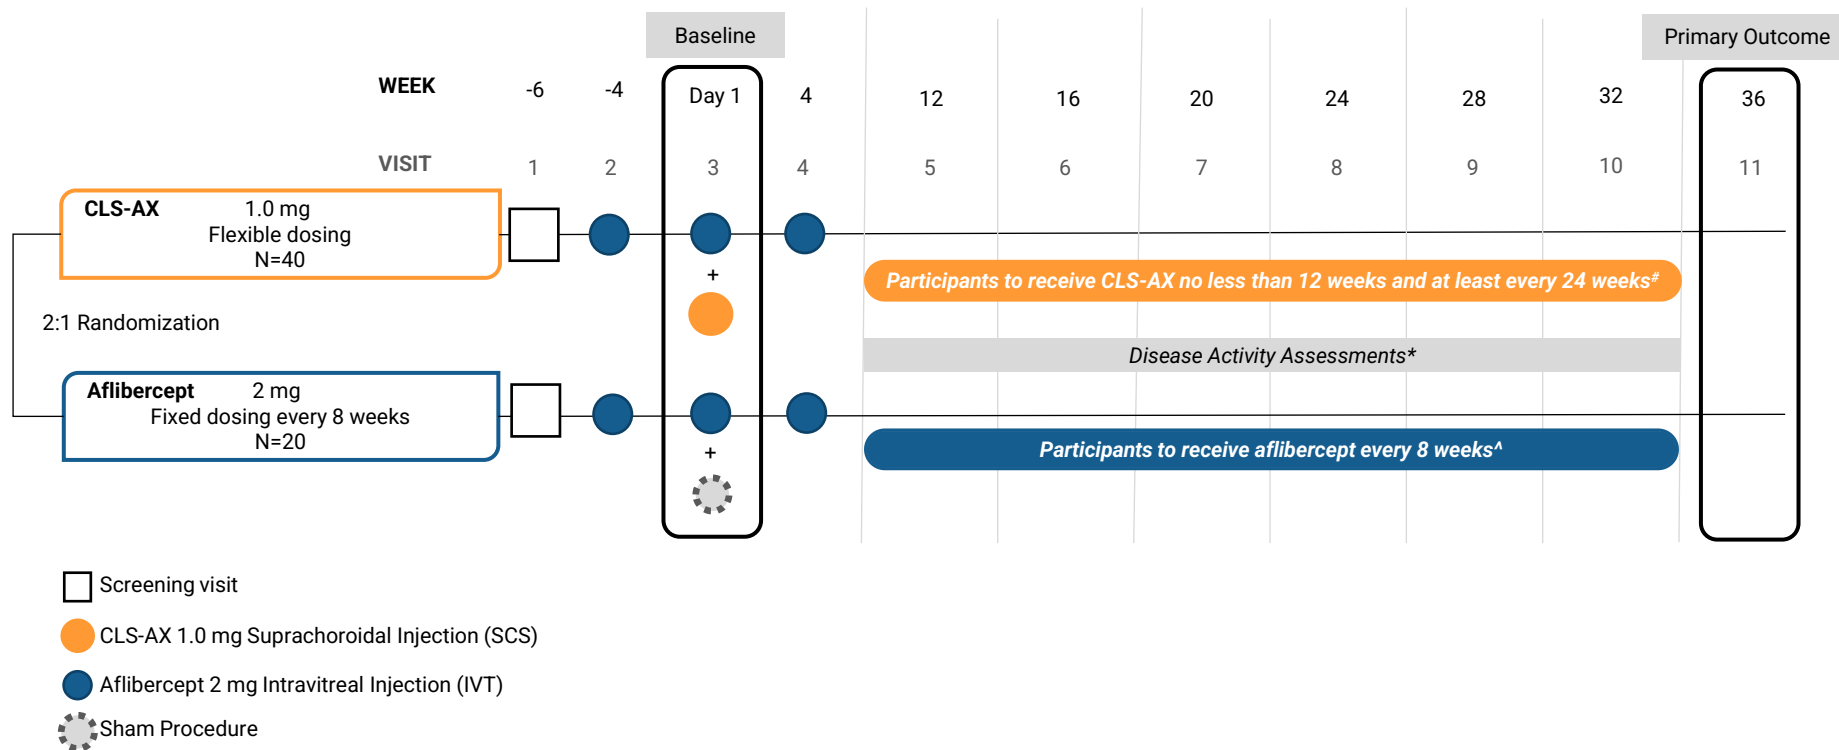 Baseline
Primary Outcome
WEEK -6 -4 Day 1 4 12 16 20 24 28 32 36
VISIT 1 2 3 4 5 6 7 8 9 10 11
CLS-AX 1.0 mg
Flexible dosing
N=40
+
Participants to receive CLS-AX no less than 12 weeks and at least every 24 weeks#
2:1 Randomization
Disease Activity Assessments*
Aflibercept 2 mg
Fixed dosing every 8 weeks
N=20
+
Participants to receive aflibercept every 8 weeks^
Screening visit
CLS-AX 1.0 mg Suprachoroidal Injection (SCS)
Aflibercept 2 mg Intravitreal Injection (IVT)
Sham Procedure